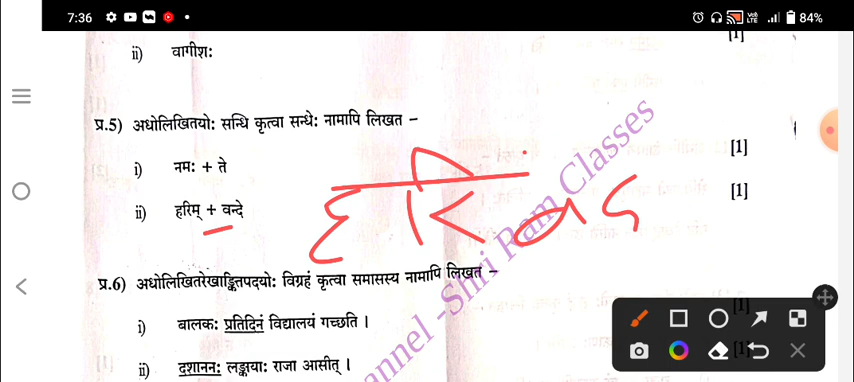 7:36 84%
[1]
ii) वागीश:
प्र.5) अधोलिखितयो: सन्धि कृत्वा सन्धे: नामापि लिखत –
i) नम: + ते [1]
ii) हरिम् + वन्दे [1]
प्र.6) अधोलिखितरेखाङ्कितपदयो: विग्रहं कृत्वा समासस्य नामापि लिखत –
i) बालक: प्रतिदिनं विद्यालयं गच्छति । [1]
ii) दशानन: लङ्काया: राजा आसीत् । [1]
annel -Shri Ram Classes